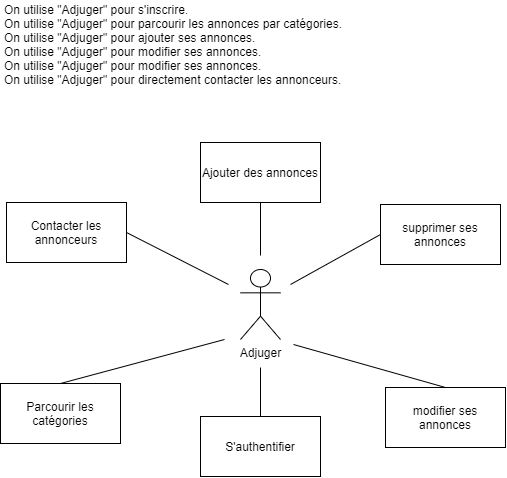 On utilise "Adjuger" pour s'inscrire.
On utilise "Adjuger" pour parcourir les annonces par catégories.
On utilise "Adjuger" pour ajouter ses annonces.
On utilise "Adjuger" pour modifier ses annonces.
On utilise "Adjuger" pour modifier ses annonces.
On utilise "Adjuger" pour directement contacter les annonceurs.
Ajouter des annonces
Contacter les
annonceurs
supprimer ses
annonces
Adjuger
Parcourir les
catégories
S'authentifier
modifier ses
annonces